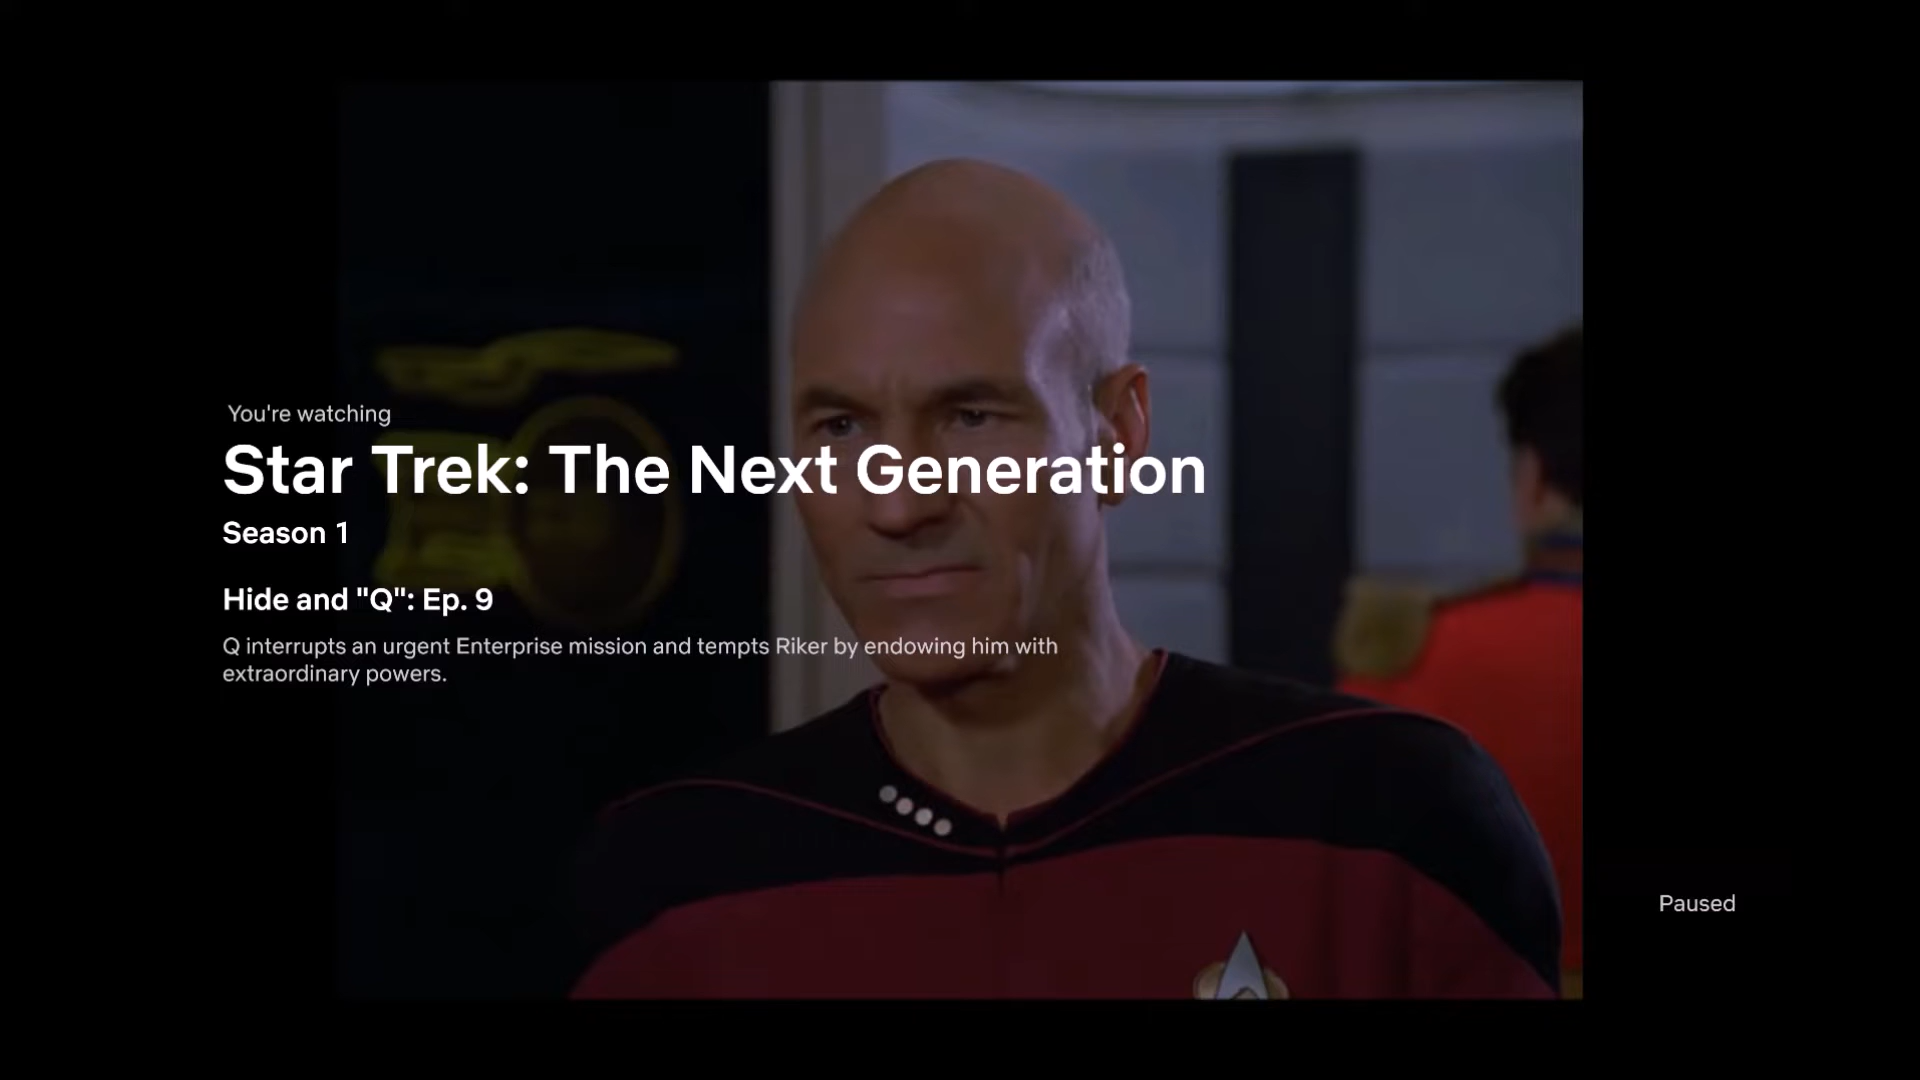 You're watching
Star Trek: The Next Generation
Season 1
Hide and "Q": Ep. 9
Q interrupts an urgent Enterprise mission and tempts Riker by endowing him with
extraordinary powers.
Paused